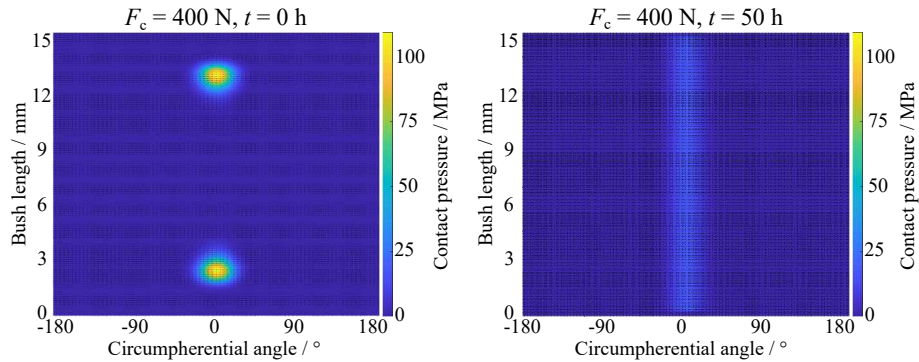 F_c = 400 N, t = 0 h
15
12
9
6
3
0
Bush length / mm
-180 -90 0 90 180
Circumpherential angle / °
100
75
50
25
0
Contact pressure / MPa
F_c = 400 N, t = 50 h
15
12
9
6
3
0
Bush length / mm
-180 -90 0 90 180
Circumpherential angle / °
100
75
50
25
0
Contact pressure / MPa